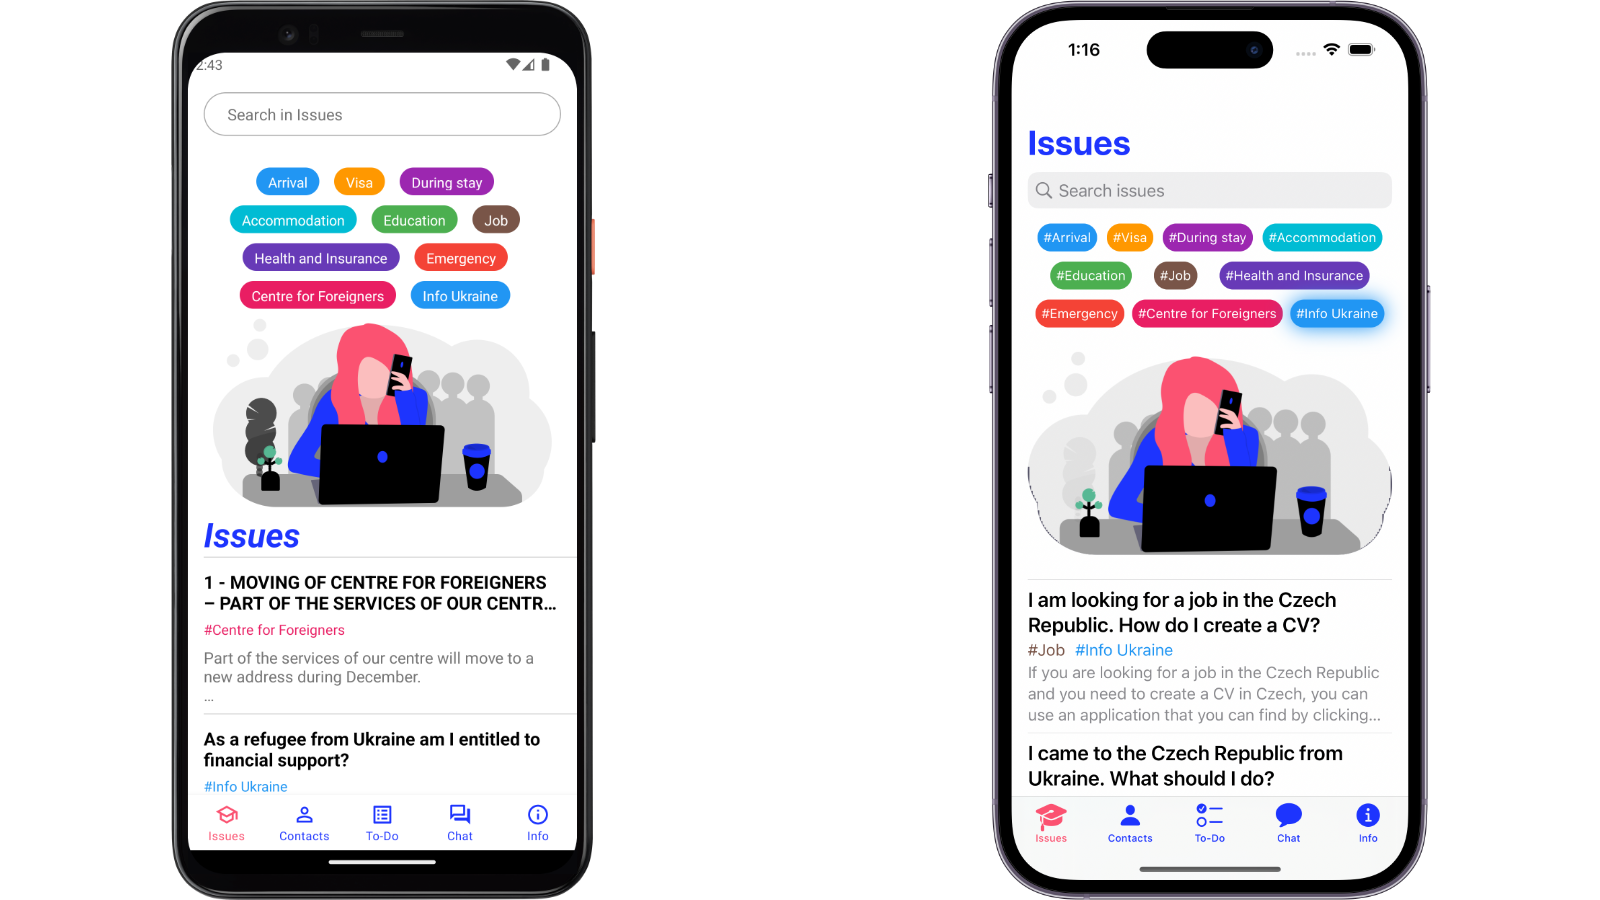 2:43
Search in Issues
Arrival Visa During stay
Accommodation Education Job
Health and Insurance Emergency
Centre for Foreigners Info Ukraine
Issues
1 - MOVING OF CENTRE FOR FOREIGNERS
– PART OF THE SERVICES OF OUR CENTR...
#Centre for Foreigners
Part of the services of our centre will move to a
new address during December.
...
As a refugee from Ukraine am I entitled to
financial support?
#Info Ukraine
Issues Contacts To-Do Chat Info
1:16
Issues
Search issues
#Arrival #Visa #During stay #Accommodation
#Education #Job #Health and Insurance
#Emergency #Centre for Foreigners #Info Ukraine
I am looking for a job in the Czech
Republic. How do I create a CV?
#Job #Info Ukraine
If you are looking for a job in the Czech Republic
and you need to create a CV in Czech, you can
use an application that you can find by clicking...
I came to the Czech Republic from
Ukraine. What should I do?
Issues Contacts To-Do Chat Info